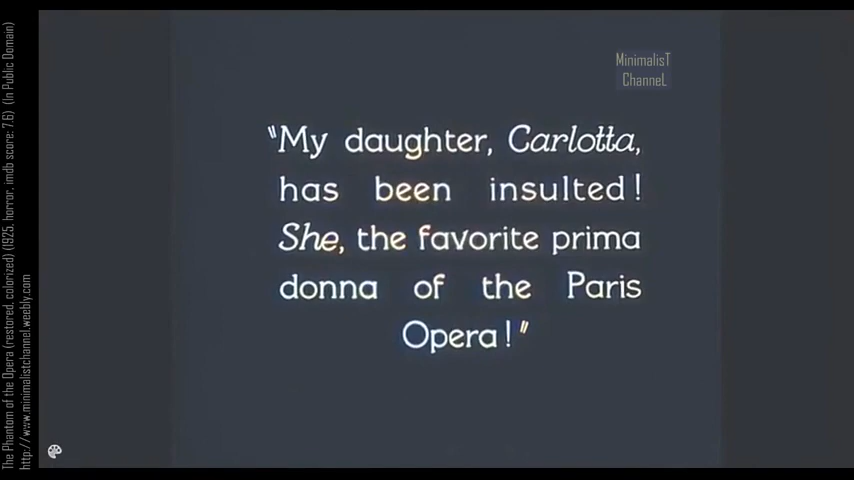 The Phantom of the Opera (restored, colorized) (1925, horror, imdb score: 7.6) (In Public Domain)
http://www.minimalistchannel.weebly.com
MinimalisT
ChanneL
"My daughter, Carlotta,
has been insulted!
She, the favorite prima
donna of the Paris
Opera!"